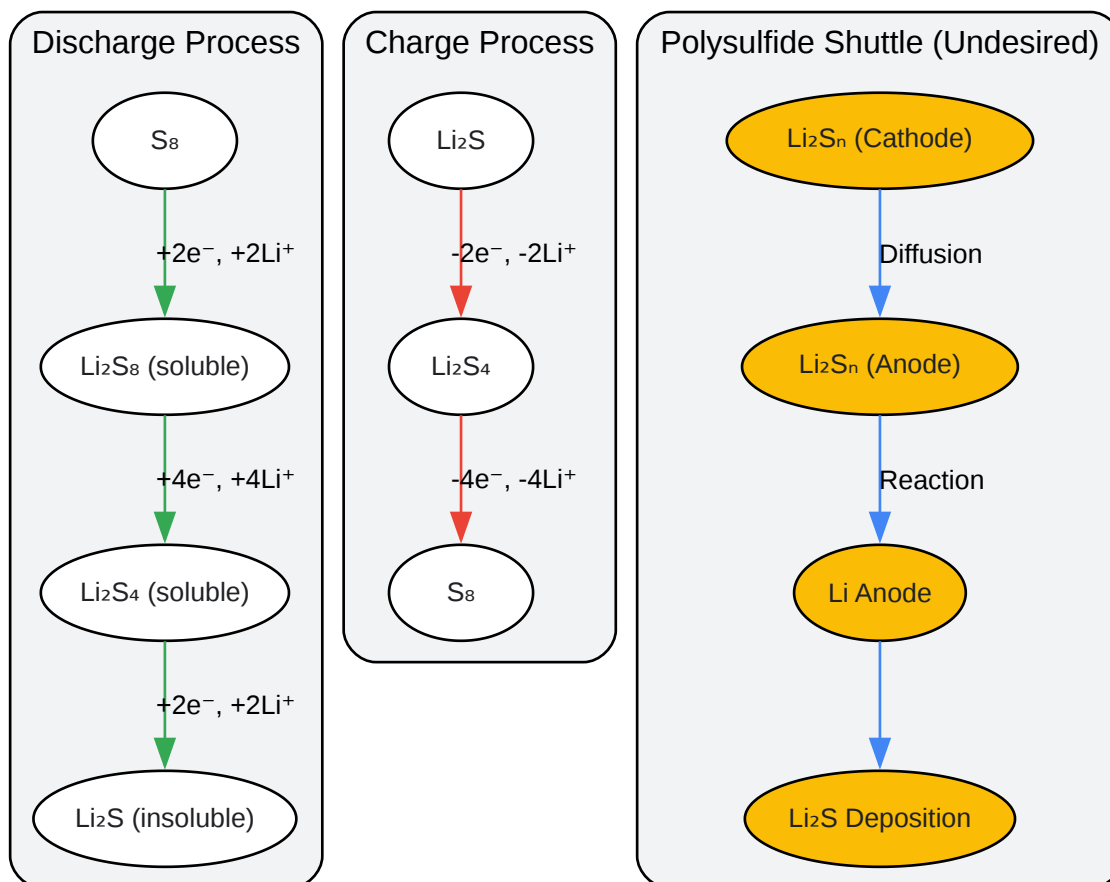 Discharge Process
S₈
+2e⁻, +2Li⁺
Li₂S₈ (soluble)
+4e⁻, +4Li⁺
Li₂S₄ (soluble)
+2e⁻, +2Li⁺
Li₂S (insoluble)
Charge Process
Li₂S
-2e⁻, -2Li⁺
Li₂S₄
-4e⁻, -4Li⁺
S₈
Polysulfide Shuttle (Undesired)
Li₂Sₙ (Cathode)
Diffusion
Li₂Sₙ (Anode)
Reaction
Li Anode
Li₂S Deposition